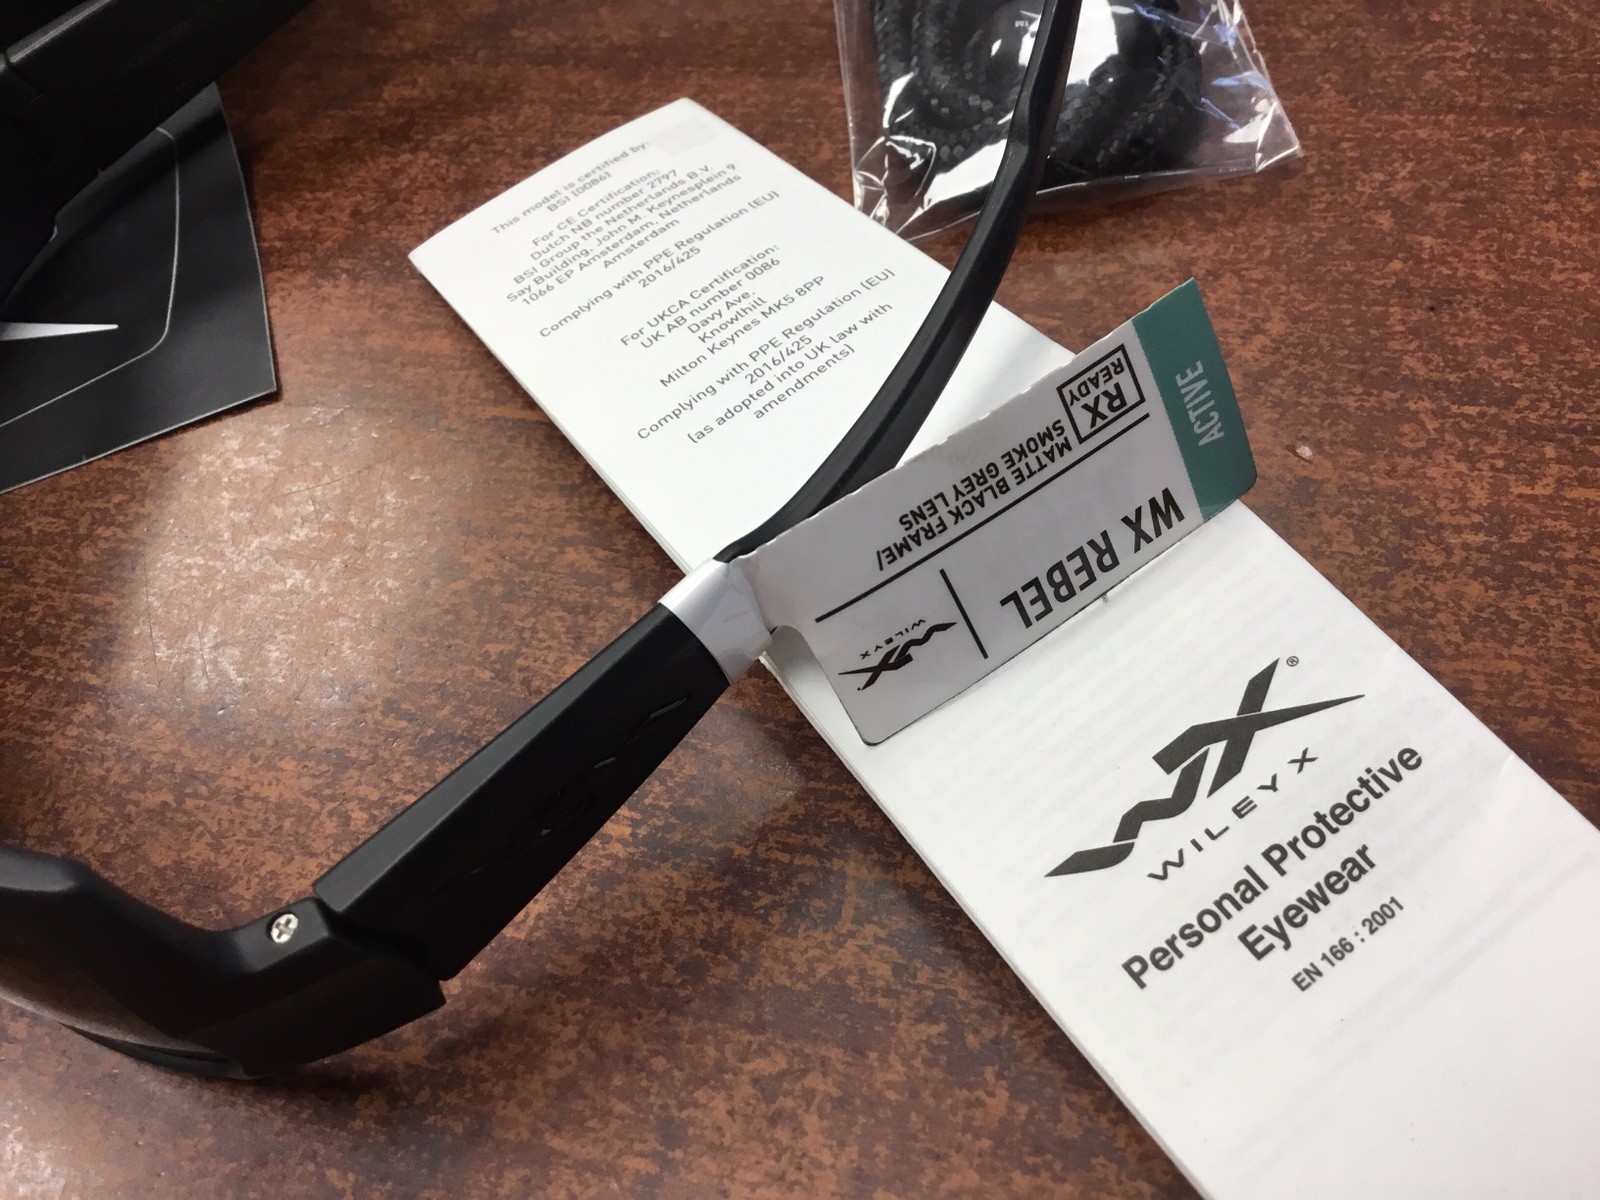 This model is certified by:
BSI (0086)
For CE Certification:
Dutch NB number 2797
BSI Group the Netherlands B.V.
Say Building, John M. Keynesplein 9
1066 EP Amsterdam, Netherlands
Amsterdam
Complying with PPE Regulation (EU)
2016/425
For UKCA Certification:
UK AB number 0086
Davy Ave.
Knowlhill
Milton Keynes MK5 8PP
Complying with PPE Regulation (EU)
2016/425
(as adopted into UK law with
amendments)
ACTIVE
WX REBEL
WILEY X
MATTE BLACK FRAME/
SMOKE GREY LENS
RX
READY
WX®
WILEY X
Personal Protective
Eyewear
EN 166 : 2001